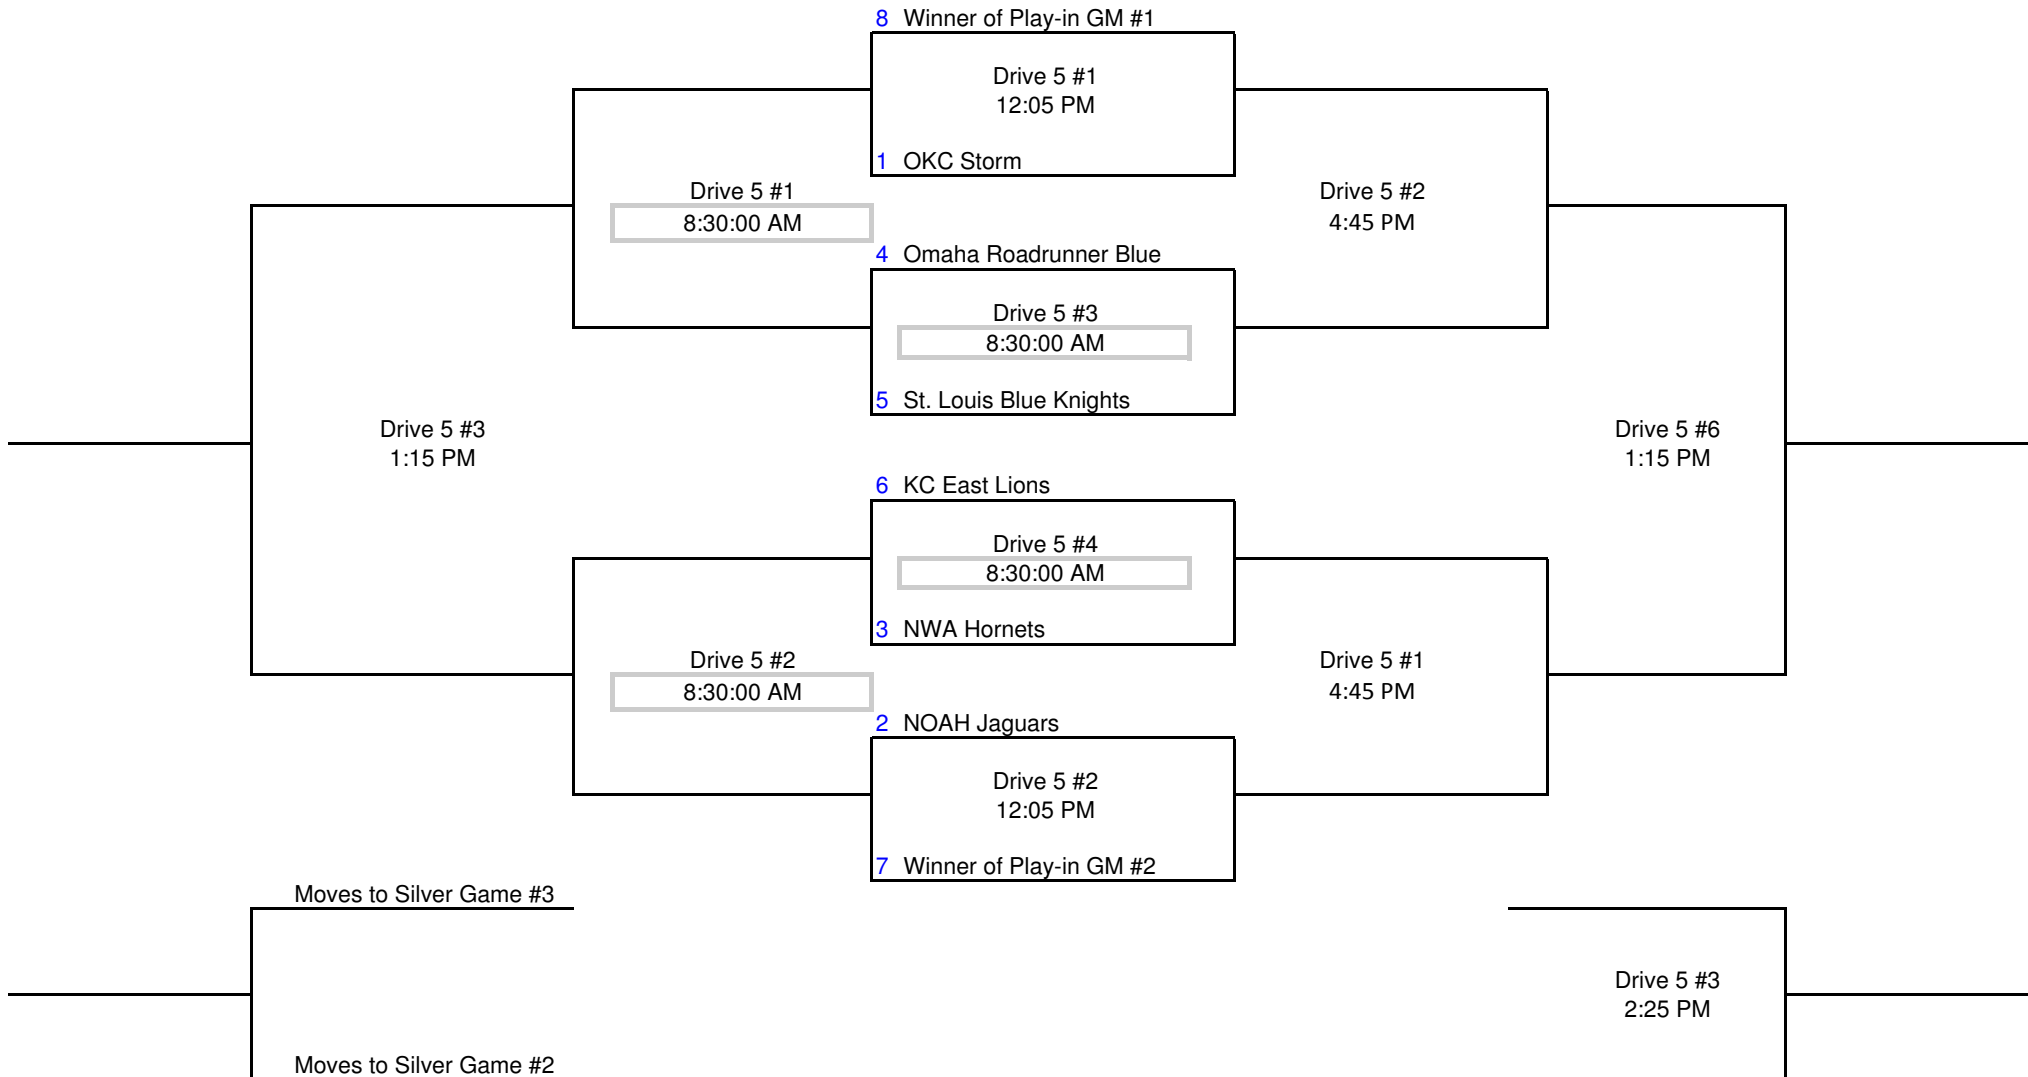 8 Winner of Play-in GM #1
Drive 5 #1
12:05 PM
1 OKC Storm
Drive 5 #1
8:30:00 AM
Drive 5 #2
4:45 PM
4 Omaha Roadrunner Blue
Drive 5 #3
8:30:00 AM
5 St. Louis Blue Knights
Drive 5 #3
1:15 PM
Drive 5 #6
1:15 PM
6 KC East Lions
Drive 5 #4
8:30:00 AM
3 NWA Hornets
Drive 5 #2
8:30:00 AM
Drive 5 #1
4:45 PM
2 NOAH Jaguars
Drive 5 #2
12:05 PM
7 Winner of Play-in GM #2
Moves to Silver Game #3
Drive 5 #3
2:25 PM
Moves to Silver Game #2